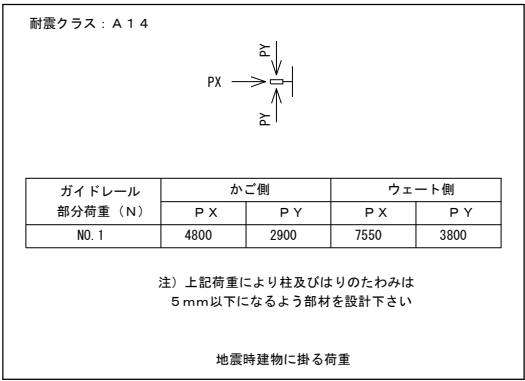 耐震クラス：Ａ１４
PY
PX
PY
ガイドレール
部分荷重（N）
かご側
ウェート側
ＰＸ
ＰＹ
ＰＸ
ＰＹ
NO.1
4800
2900
7550
3800
注）上記荷重により柱及びはりのたわみは
５mm以下になるよう部材を設計下さい
地震時建物に掛る荷重